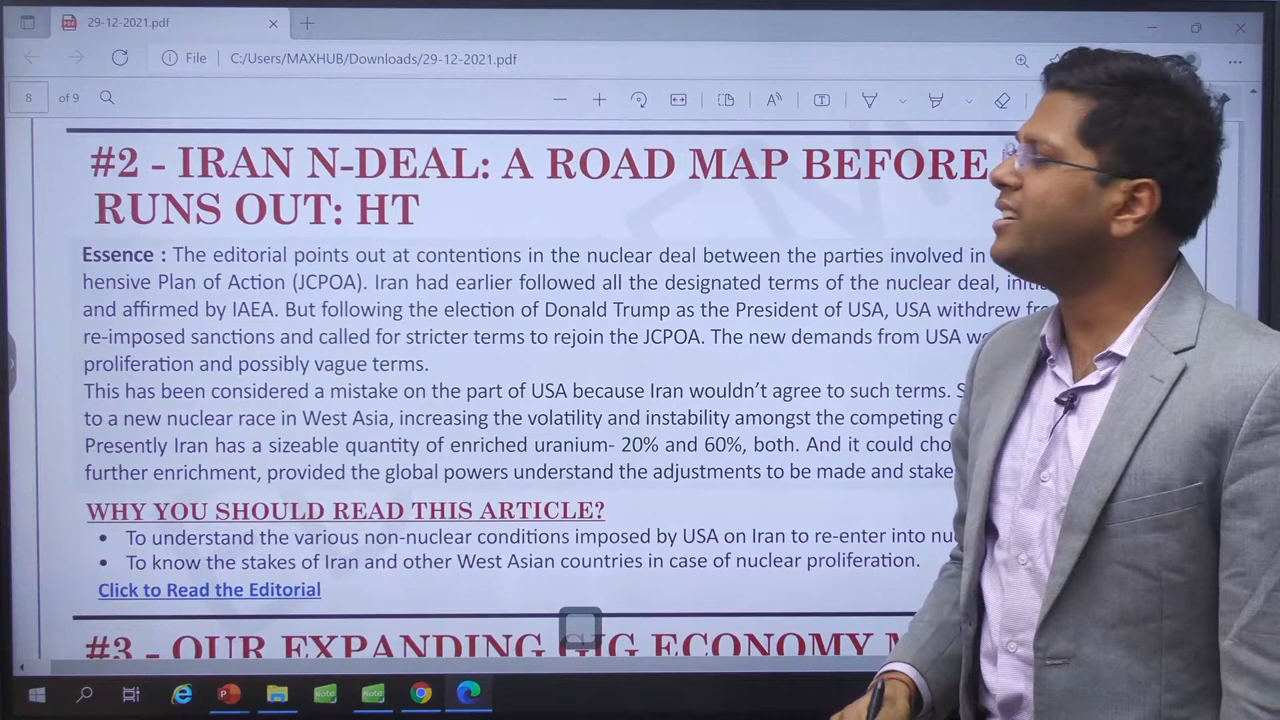 29-12-2021.pdf
File
C:/Users/MAXHUB/Downloads/29-12-2021.pdf
8 of 9
#2 - IRAN N-DEAL: A ROAD MAP BEFORE
RUNS OUT: HT
Essence : The editorial points out at contentions in the nuclear deal between the parties involved in
hensive Plan of Action (JCPOA). Iran had earlier followed all the designated terms of the nuclear deal,
and affirmed by IAEA. But following the election of Donald Trump as the President of USA, USA withdrew
re-imposed sanctions and called for stricter terms to rejoin the JCPOA. The new demands from USA
proliferation and possibly vague terms.
This has been considered a mistake on the part of USA because Iran wouldn't agree to such terms.
to a new nuclear race in West Asia, increasing the volatility and instability amongst the competing
Presently Iran has a sizeable quantity of enriched uranium- 20% and 60%, both. And it could
further enrichment, provided the global powers understand the adjustments to be made and
WHY YOU SHOULD READ THIS ARTICLE?
• To understand the various non-nuclear conditions imposed by USA on Iran to re-enter into
• To know the stakes of Iran and other West Asian countries in case of nuclear proliferation.
Click to Read the Editorial
#3 - OUR EXPANDING GIG ECONOMY